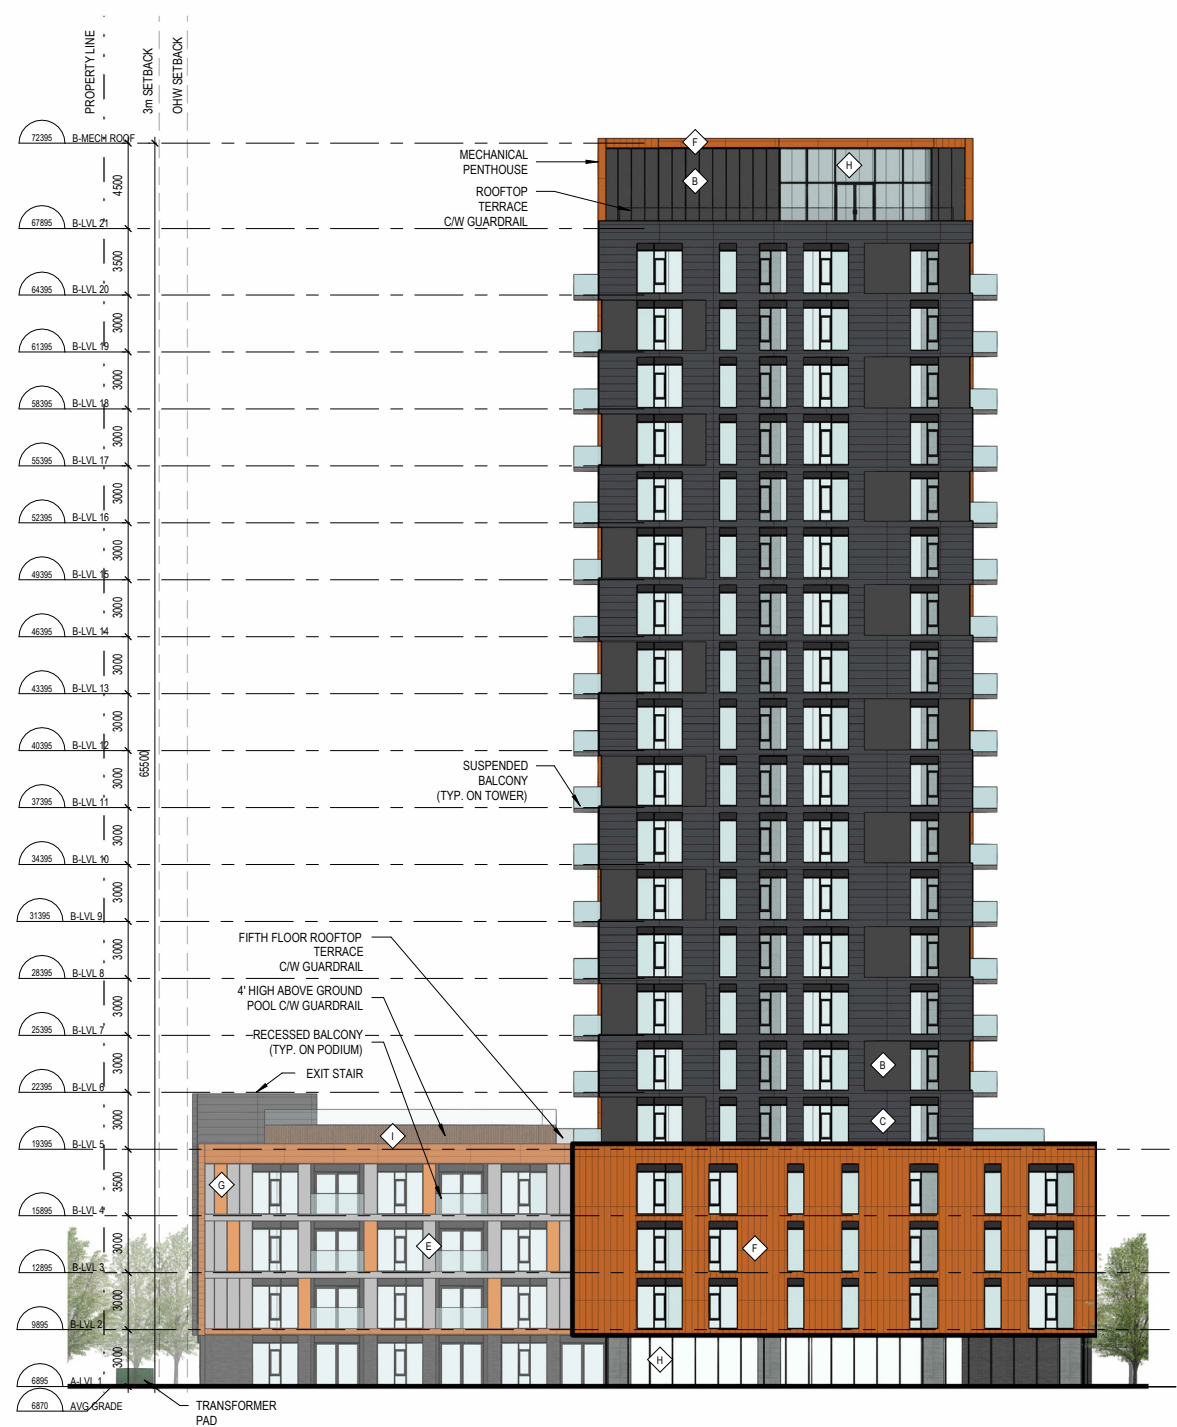 PROPERTY LINE
3m SETBACK
OHW SETBACK
72395 B-MECH ROOF
4500
67895 B-LVL 21
3500
64395 B-LVL 20
3000
61395 B-LVL 19
3000
58395 B-LVL 18
3000
55395 B-LVL 17
3000
52395 B-LVL 16
3000
49395 B-LVL 15
3000
46395 B-LVL 14
3000
43395 B-LVL 13
3000
40395 B-LVL 12
65500
3000
37395 B-LVL 11
3000
34395 B-LVL 10
3000
31395 B-LVL 9
3000
28395 B-LVL 8
3000
25395 B-LVL 7
3000
22395 B-LVL 6
3000
19395 B-LVL 5
3500
15895 B-LVL 4
3000
12895 B-LVL 3
3000
9895 B-LVL 2
3000
6895 A-LVL 1
6870 AVG GRADE
MECHANICAL
PENTHOUSE
ROOFTOP
TERRACE
C/W GUARDRAIL
F
H
B
SUSPENDED
BALCONY
(TYP. ON TOWER)
FIFTH FLOOR ROOFTOP
TERRACE
C/W GUARDRAIL
4' HIGH ABOVE GROUND
POOL C/W GUARDRAIL
RECESSED BALCONY
(TYP. ON PODIUM)
EXIT STAIR
B
C
I
G
E
F
H
TRANSFORMER
PAD